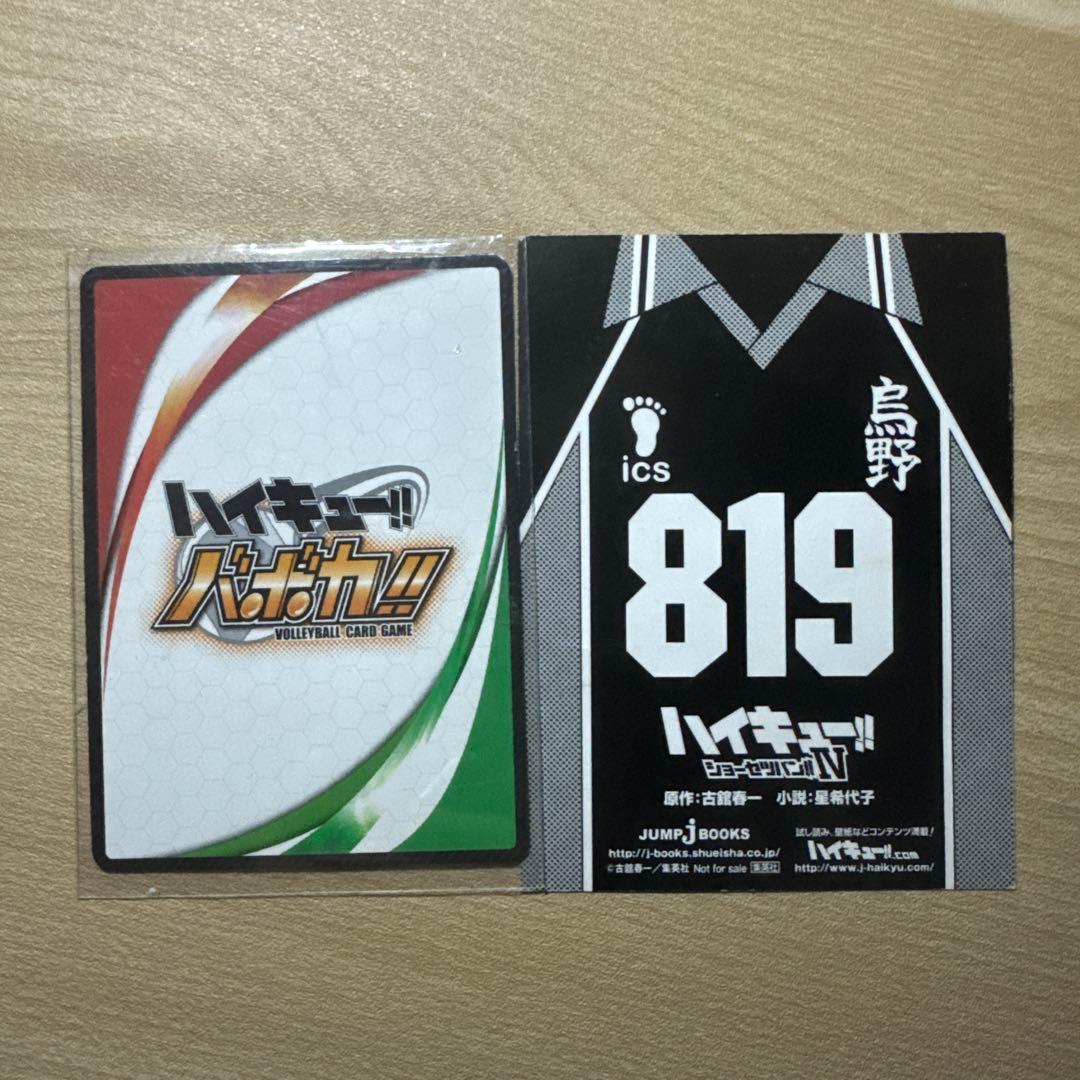 ハイキュー!!
バボカ!!
VOLLEYBALL CARD GAME
ics
烏野
819
ハイキュー!!
ショーセツバン!!IV
原作:古舘春一 小説:星希代子
JUMP j BOOKS
http://j-books.shueisha.co.jp/
©古舘春一／集英社 Not for sale 集英社
試し読み、壁紙などコンテンツ満載!
ハイキュー!!.com
http://www.j-haikyu.com/